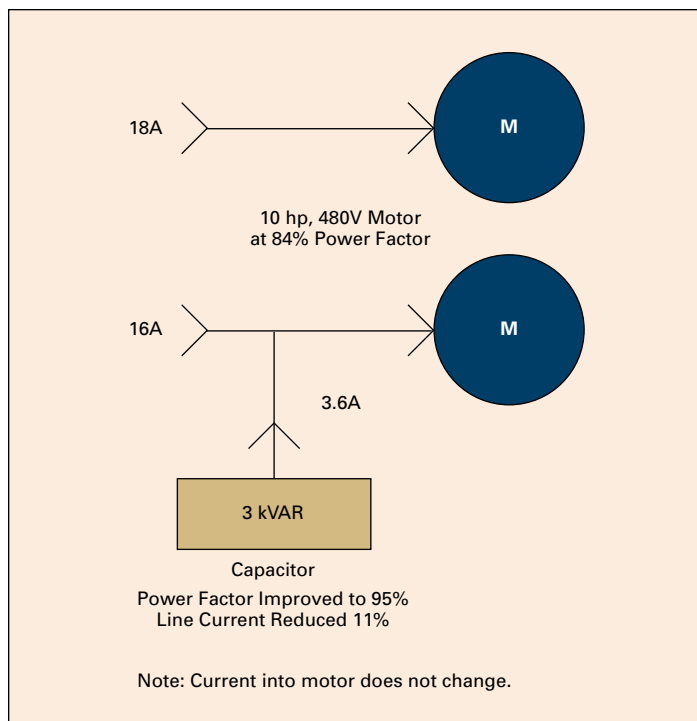 18A
M
10 hp, 480V Motor
at 84% Power Factor
16A
M
3.6A
3 kVAR
Capacitor
Power Factor Improved to 95%
Line Current Reduced 11%
Note: Current into motor does not change.